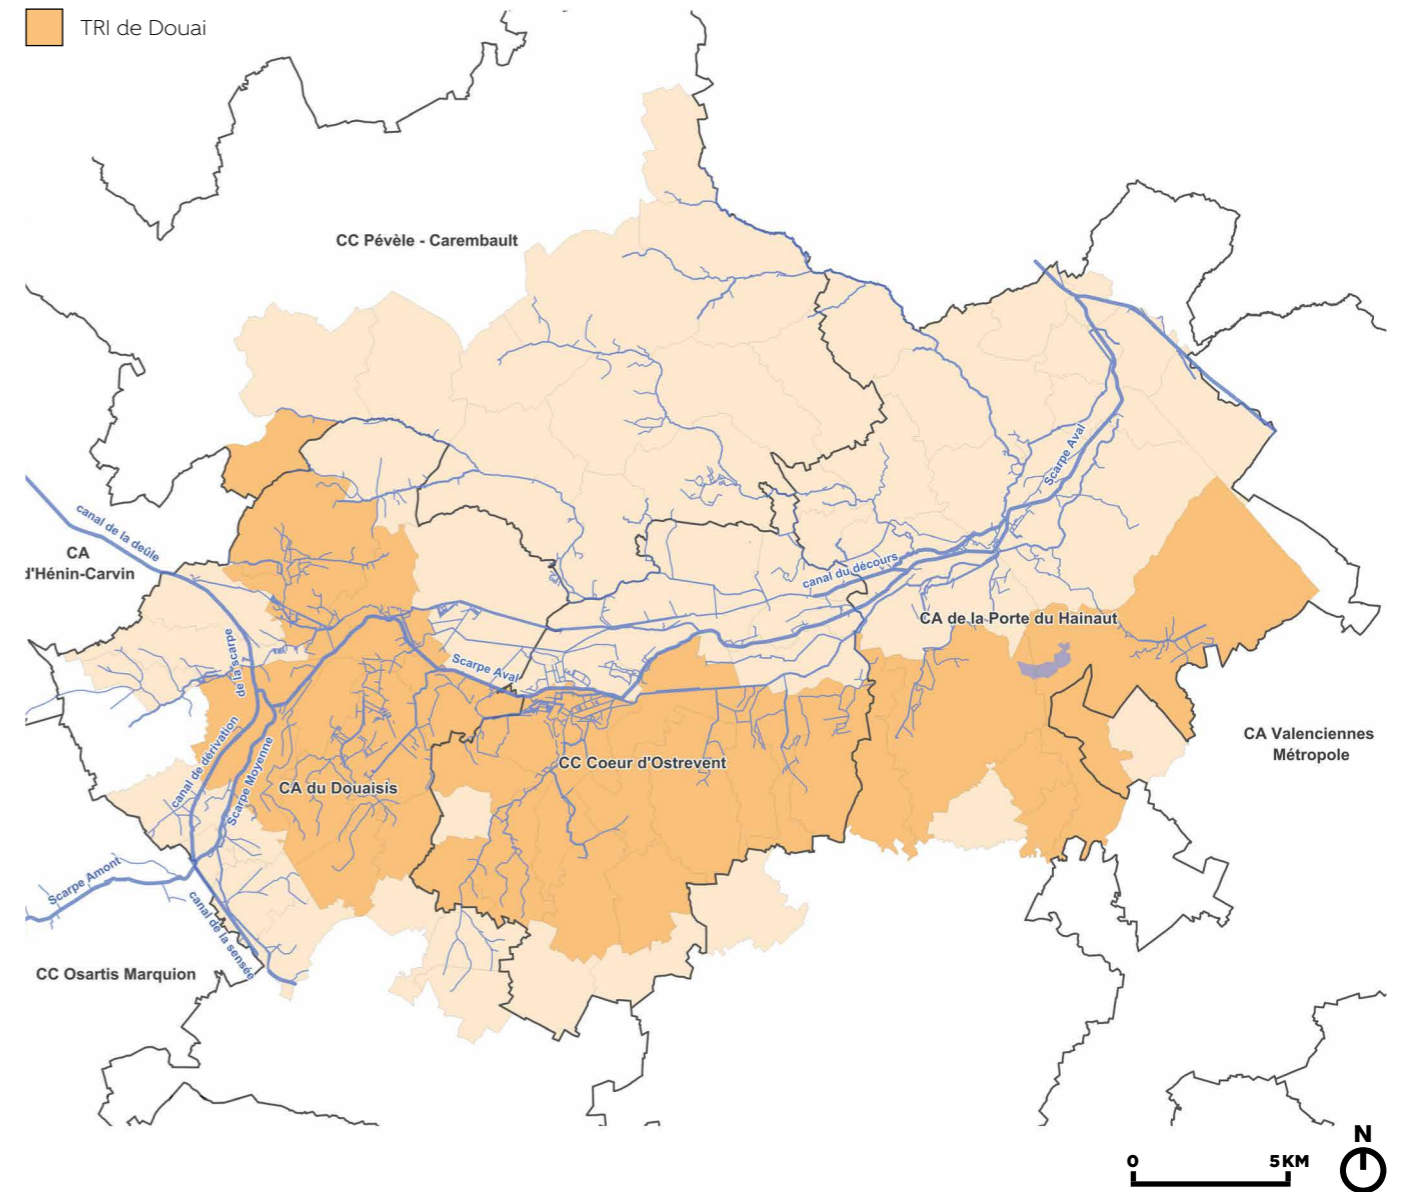 TRI de Douai
CC Pévèle - Carembault
canal de la deûle
CA
d'Hénin-Carvin
Scarpe Aval
canal du décours
CA de la Porte du Hainaut
de la scarpe
Scarpe Aval
canal de dérivation
Scarpe Moyenne
CA du Douaisis
CC Coeur d'Ostrevent
CA Valenciennes
Métropole
Scarpe Amont
canal de la sensée
CC Osartis Marquion
N
0 5 KM